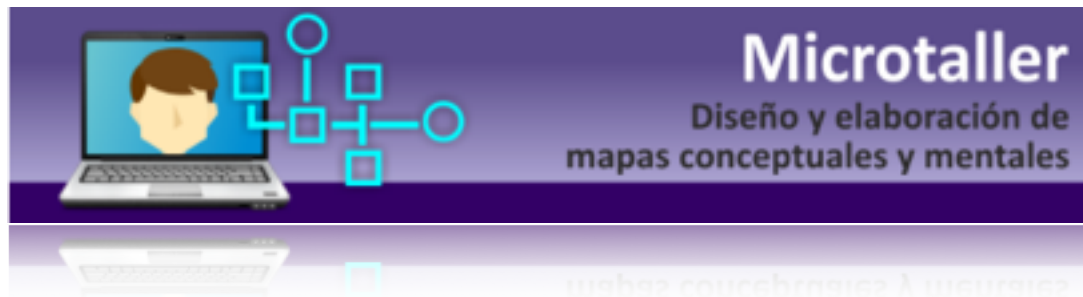 Microtaller
Diseño y elaboración de
mapas conceptuales y mentales